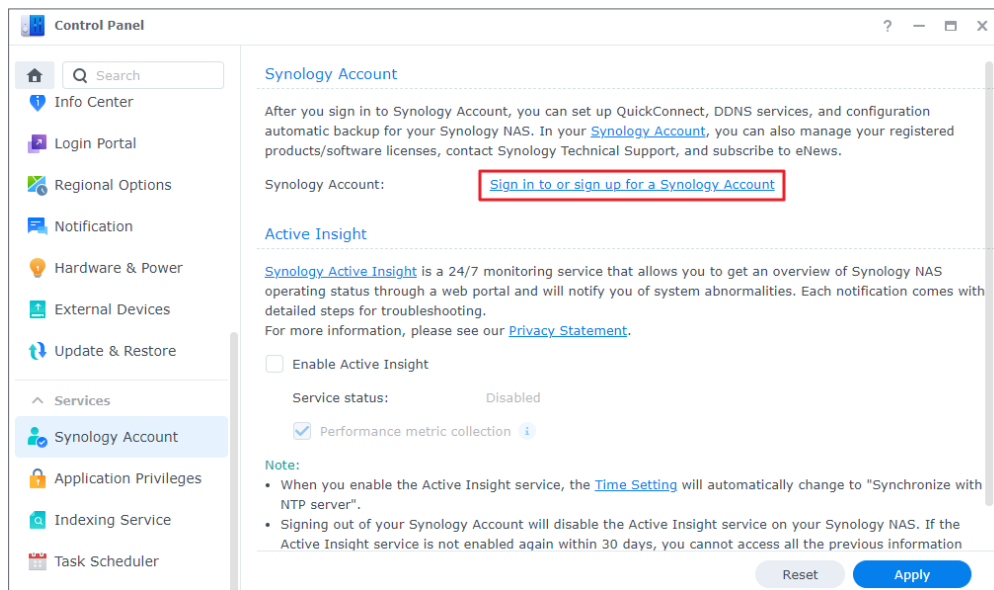 Control Panel
Search
Info Center
Login Portal
Regional Options
Notification
Hardware & Power
External Devices
Update & Restore
Services
Synology Account
Application Privileges
Indexing Service
Task Scheduler
Synology Account
After you sign in to Synology Account, you can set up QuickConnect, DDNS services, and configuration
automatic backup for your Synology NAS. In your Synology Account, you can also manage your registered
products/software licenses, contact Synology Technical Support, and subscribe to eNews.
Synology Account: Sign in to or sign up for a Synology Account
Active Insight
Synology Active Insight is a 24/7 monitoring service that allows you to get an overview of Synology NAS
operating status through a web portal and will notify you of system abnormalities. Each notification comes with
detailed steps for troubleshooting.
For more information, please see our Privacy Statement.
Enable Active Insight
Service status: Disabled
Performance metric collection
Note:
• When you enable the Active Insight service, the Time Setting will automatically change to "Synchronize with
NTP server".
• Signing out of your Synology Account will disable the Active Insight service on your Synology NAS. If the
Active Insight service is not enabled again within 30 days, you cannot access all the previous information
Reset Apply